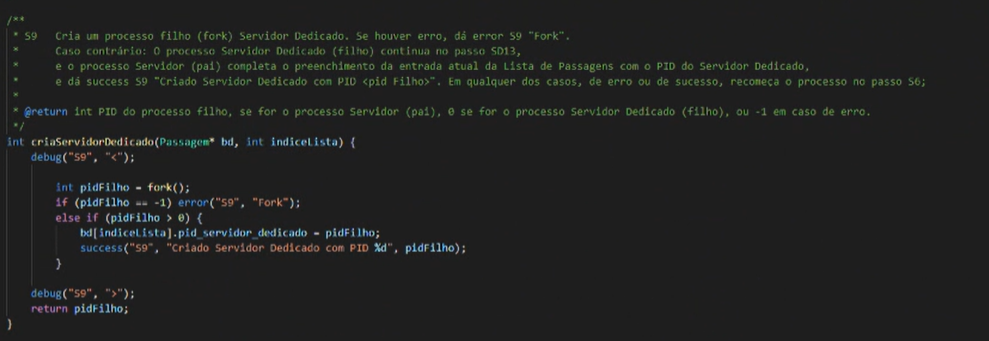 /**
 * S9   Cria um processo filho (fork) Servidor Dedicado. Se houver erro, dá error S9 "Fork".
 *      Caso contrário: O processo Servidor Dedicado (filho) continua no passo SD13,
 *      e o processo Servidor (pai) completa o preenchimento da entrada atual da Lista de Passagens com o PID do Servidor Dedicado,
 *      e dá success S9 "Criado Servidor Dedicado com PID <pid Filho>". Em qualquer dos casos, de erro ou de sucesso, recomeça o processo no passo S6;
 *
 * @return int PID do processo filho, se for o processo Servidor (pai), 0 se for o processo Servidor Dedicado (filho), ou -1 em caso de erro.
 */
int criaServidorDedicado(Passagem* bd, int indiceLista) {
    debug("S9", "<");
        int pidFilho = fork();
        if (pidFilho == -1) error("S9", "Fork");
        else if (pidFilho > 0) {
            bd[indiceLista].pid_servidor_dedicado = pidFilho;
            success("S9", "Criado Servidor Dedicado com PID %d", pidFilho);
        }
    debug("S9", ">");
    return pidFilho;
}